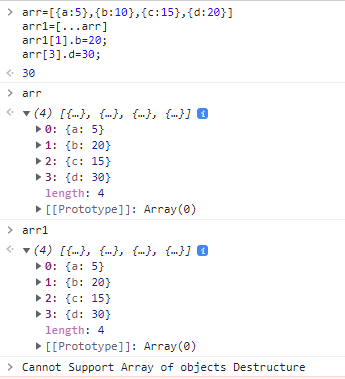 > arr=[{a:5},{b:10},{c:15},{d:20}]
arr1=[...arr]
arr1[1].b=20;
arr[3].d=30;
<· 30
> arr
<· ▼ (4) [{…}, {…}, {…}, {…}] i
▶ 0: {a: 5}
▶ 1: {b: 20}
▶ 2: {c: 15}
▶ 3: {d: 30}
length: 4
▶ [[Prototype]]: Array(0)
> arr1
<· ▼ (4) [{…}, {…}, {…}, {…}] i
▶ 0: {a: 5}
▶ 1: {b: 20}
▶ 2: {c: 15}
▶ 3: {d: 30}
length: 4
▶ [[Prototype]]: Array(0)
> Cannot Support Array of objects Destructure